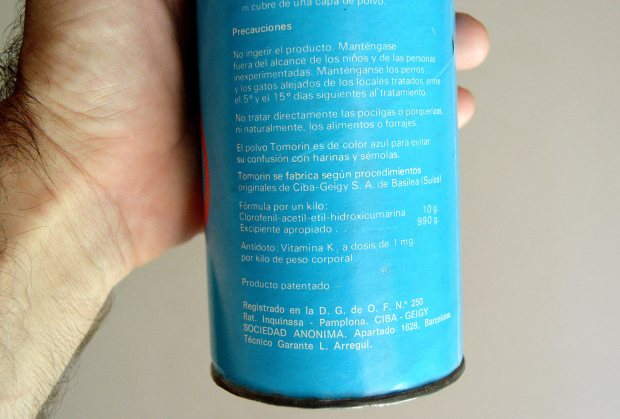 ni cubre de una capa de polvo.
Precauciones
No ingerir el producto. Manténgase
fuera del alcance de los niños y de las personas
inexperimentadas. Manténganse los perros
y los gatos alejados de los locales tratados, entre
el 5º y el 15º días siguientes al tratamiento.
No tratar directamente las pocilgas o porquerizas
ni naturalmente, los alimentos o forrajes.
El polvo Tomorin es de color azul para evitar
su confusión con harinas y sémolas.
Tomorin se fabrica según procedimientos
originales de Ciba-Geigy S. A. de Basilea (Suiza)
Fórmula por un kilo:
Clorofenil-acetil-etil-hidroxicumarina 10 g.
Excipiente apropiado . . . . . . . . . . 990 g.
Antídoto: Vitamina K, a dosis de 1 mg.
por kilo de peso corporal.
Producto patentado
Registrado en la D. G. de O. F. N.º 250
Rat. Inquinasa - Pamplona. CIBA - GEIGY
SOCIEDAD ANONIMA. Apartado 1628, Barcelona.
Técnico Garante L. Arregui.